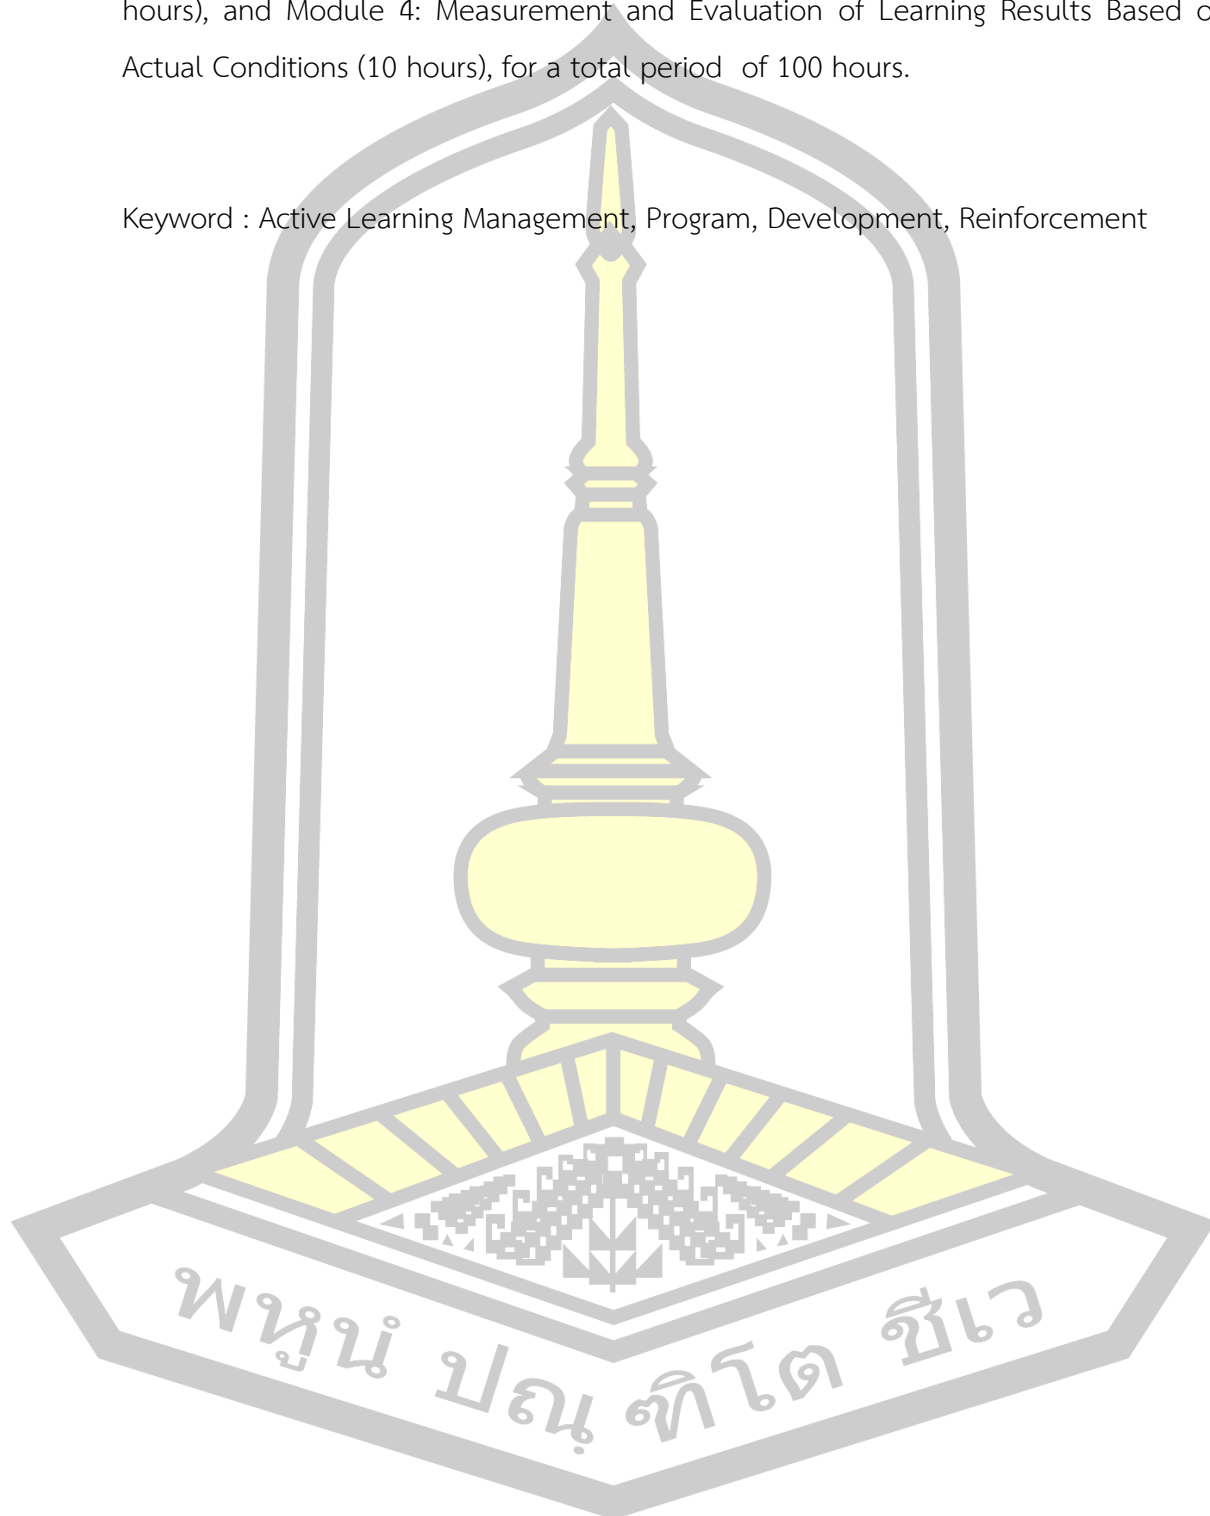 hours), and Module 4: Measurement and Evaluation of Learning Results Based o
Actual Conditions (10 hours), for a total period of 100 hours.
Keyword : Active Learning Management, Program, Development, Reinforcement
พหูนํ ปณฺฑิโต ชีเว